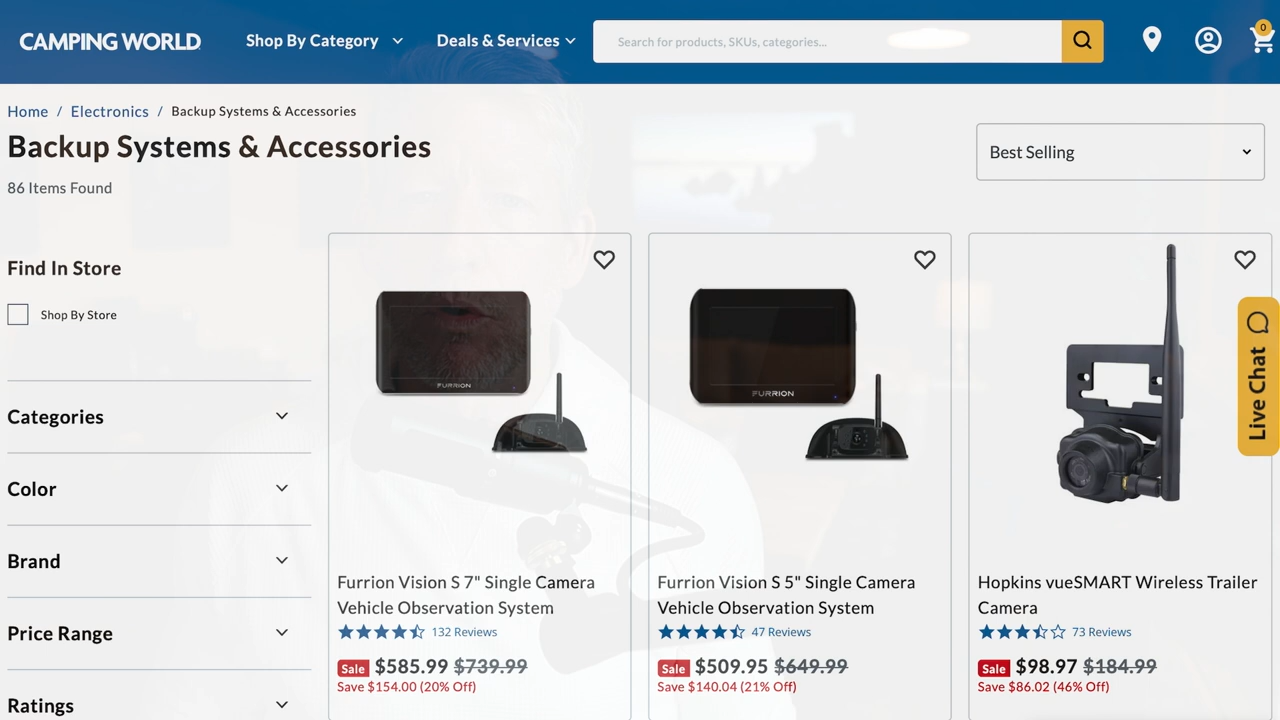 CAMPING WORLD
Shop By Category
Deals & Services
Search for products, SKUs, categories...
0
Home / Electronics / Backup Systems & Accessories
Backup Systems & Accessories
86 Items Found
Best Selling
Find In Store
Shop By Store
Categories
Color
Brand
Price Range
Ratings
FURRION
Furrion Vision S 7" Single Camera
Vehicle Observation System
132 Reviews
Sale $585.99 $739.99
Save $154.00 (20% Off)
FURRION
Furrion Vision S 5" Single Camera
Vehicle Observation System
47 Reviews
Sale $509.95 $649.99
Save $140.04 (21% Off)
Hopkins vueSMART Wireless Trailer
Camera
73 Reviews
Sale $98.97 $184.99
Save $86.02 (46% Off)
Live Chat